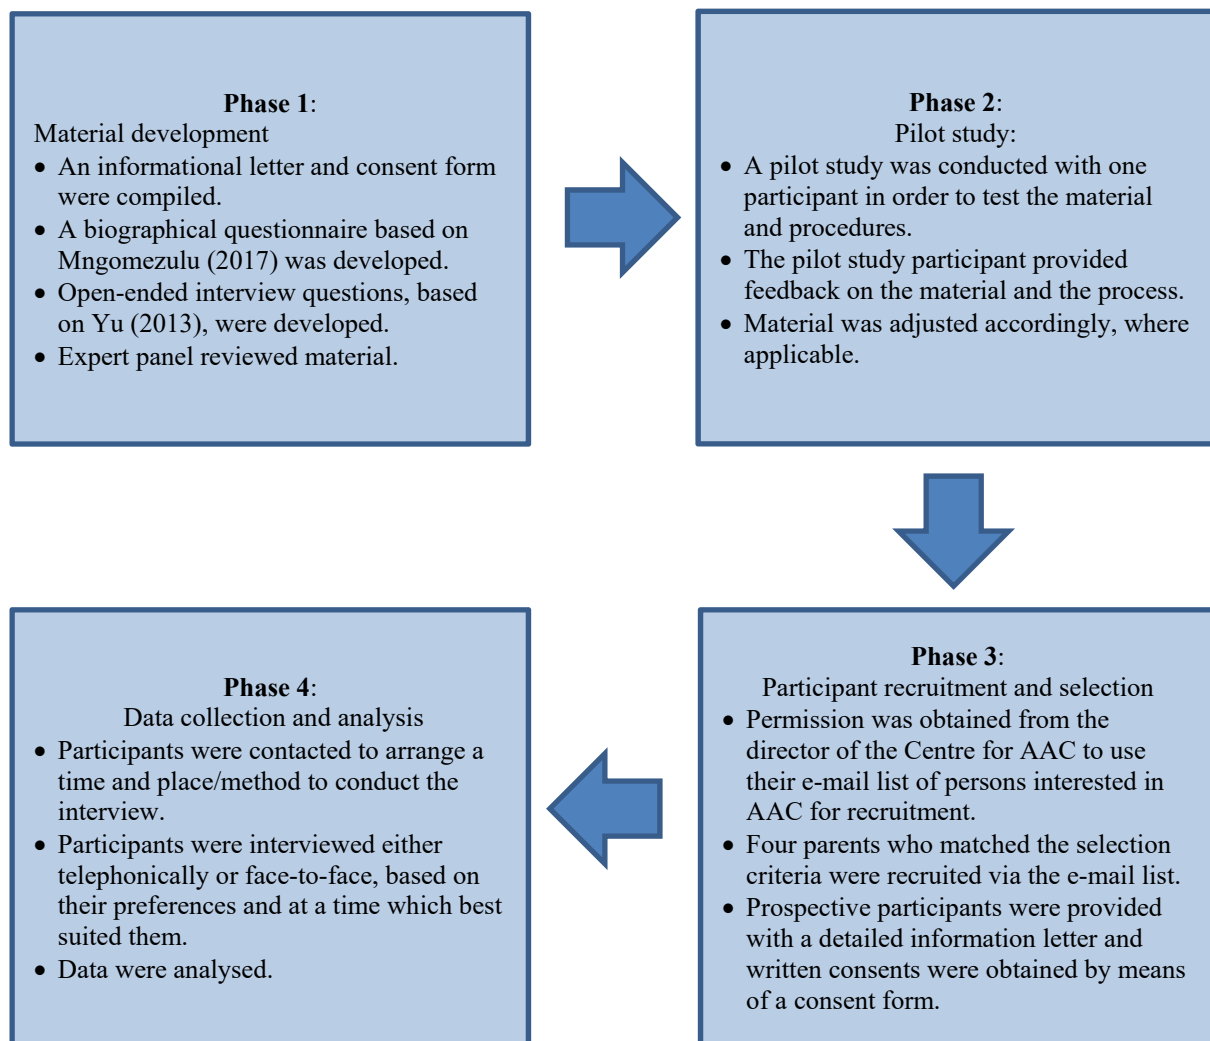 Phase 1:
Material development
• An informational letter and consent form
were compiled.
• A biographical questionnaire based on
Mngomezulu (2017) was developed.
• Open-ended interview questions, based
on Yu (2013), were developed.
• Expert panel reviewed material.
Phase 2:
Pilot study:
• A pilot study was conducted with one
participant in order to test the material
and procedures.
• The pilot study participant provided
feedback on the material and the process.
• Material was adjusted accordingly, where
applicable.
Phase 3:
Participant recruitment and selection
• Permission was obtained from the
director of the Centre for AAC to use
their e-mail list of persons interested in
AAC for recruitment.
• Four parents who matched the selection
criteria were recruited via the e-mail list.
• Prospective participants were provided
with a detailed information letter and
written consents were obtained by means
of a consent form.
Phase 4:
Data collection and analysis
• Participants were contacted to arrange a
time and place/method to conduct the
interview.
• Participants were interviewed either
telephonically or face-to-face, based on
their preferences and at a time which best
suited them.
• Data were analysed.